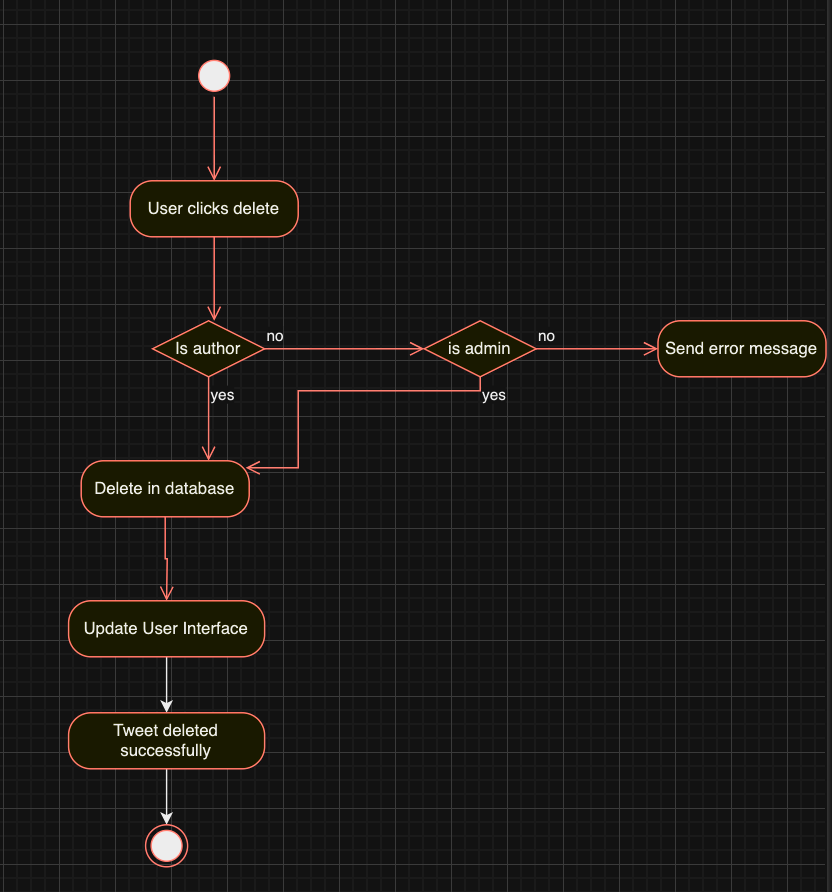 User clicks delete
Is author
no
is admin
no
Send error message
yes
yes
Delete in database
Update User Interface
Tweet deleted
successfully